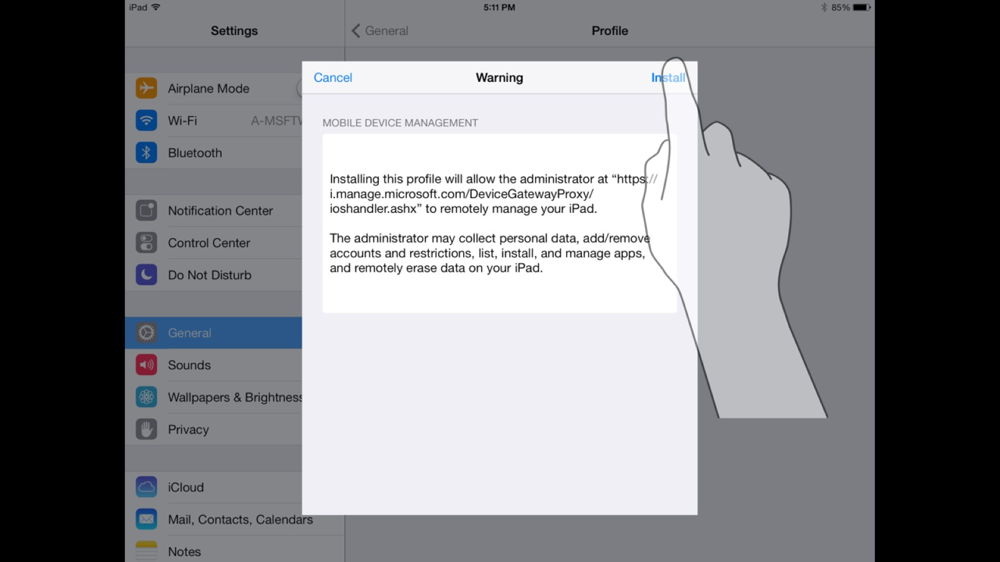 iPad
5:11 PM
85%
Settings
General
Profile
Airplane Mode
Wi-Fi
A-MSFT
Bluetooth
Notification Center
Control Center
Do Not Disturb
General
Sounds
Wallpapers & Brightness
Privacy
iCloud
Mail, Contacts, Calendars
Notes
Cancel
Warning
Install
MOBILE DEVICE MANAGEMENT
Installing this profile will allow the administrator at “https://
i.manage.microsoft.com/DeviceGatewayProxy/
ioshandler.ashx” to remotely manage your iPad.
The administrator may collect personal data, add/remove
accounts and restrictions, list, install, and manage apps,
and remotely erase data on your iPad.